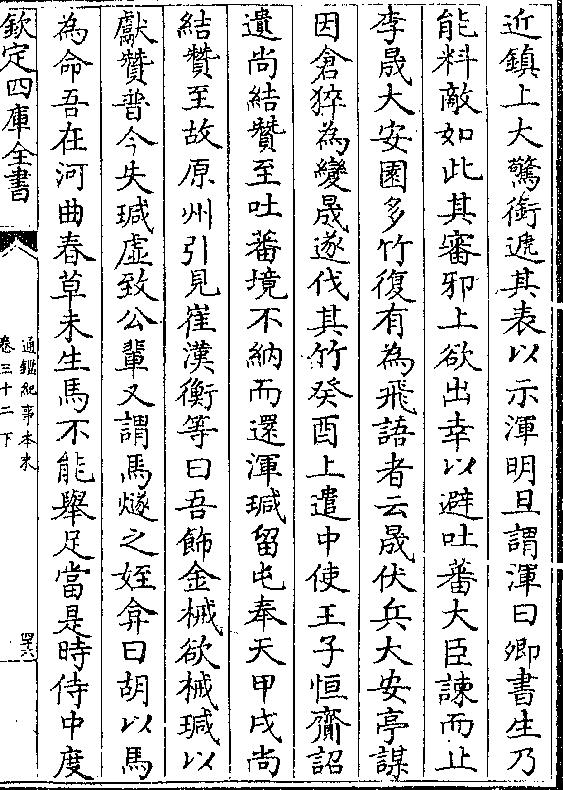 近鎮上大驚街遞其表以示渾明旦謂渾曰卿書生乃
能料敵如此其審邪上欲出幸以避吐蕃大臣諫而止
李晟大安園多竹復有為飛語者云晟伏兵大安亭謀
因倉猝為變晟遂伐其竹癸酉上遣中使王子恒齎詔
遺尚結贊至吐蕃境不納而還渾瑊留屯奉天甲戌尚
結贊至故原州引見崔漢衡等曰吾飾金械欲械瑊以
獻贊普今失瑊虛致公輩又謂馬燧之姪弇曰胡以馬
為命吾在河曲春草未生馬不能舉足當是時侍中度
欽定四庫全書
通鑑紀事本末
卷三十二下
四六